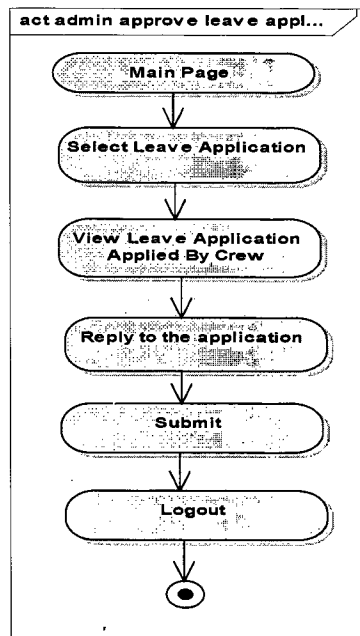 act admin approve leave appl...
Main Page
Select Leave Application
View Leave Application
Applied By Crew
Reply to the application
Submit
Logout